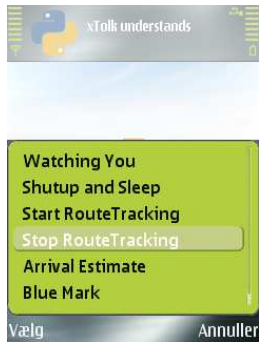 xTolk understands
Watching You
Shutup and Sleep
Start RouteTracking
Stop RouteTracking
Arrival Estimate
Blue Mark
Vælg Annuller